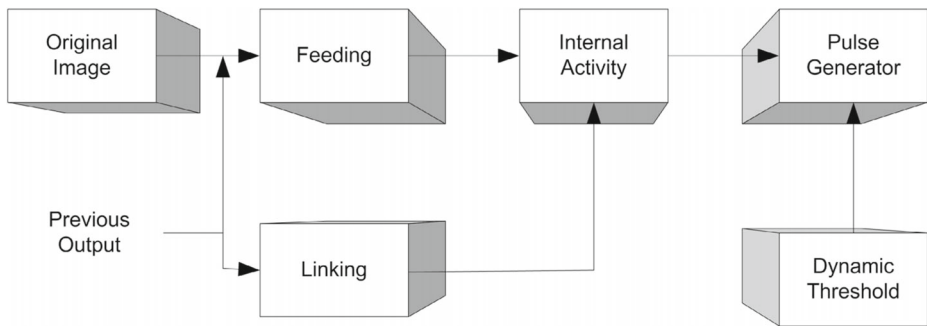 Original
Image
Feeding
Internal
Activity
Pulse
Generator
Previous
Output
Linking
Dynamic
Threshold